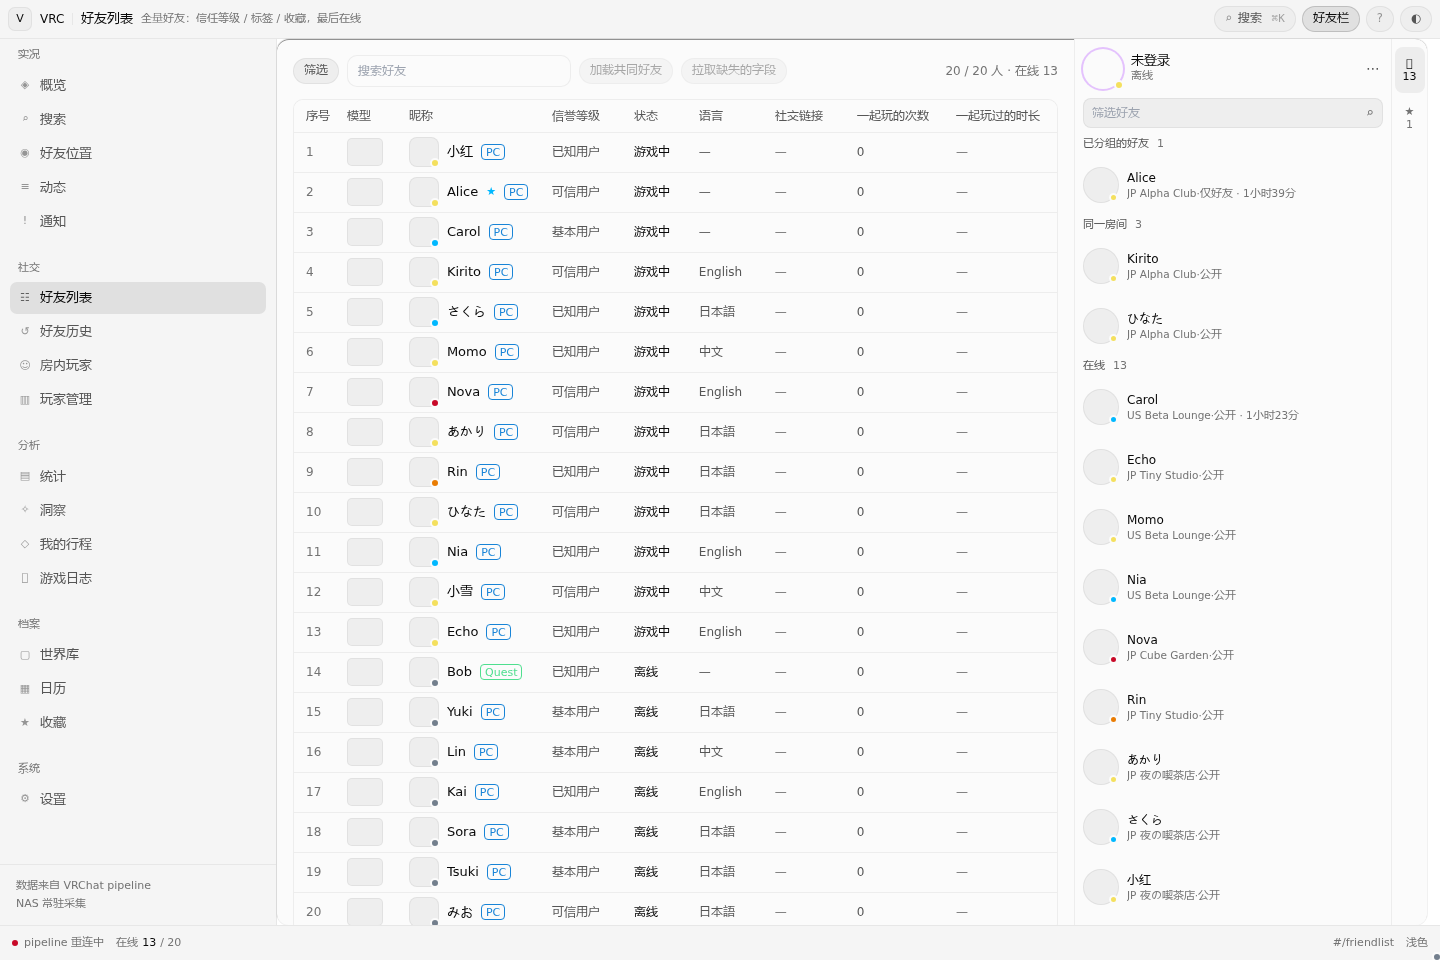 V VRC 好友列表 全量好友：信任等级 / 标签 / 收藏，最后在线 搜索 ⌘K 好友栏 ?
实况
概览
搜索
好友位置
动态
通知
社交
好友列表
好友历史
房内玩家
玩家管理
分析
统计
洞察
我的行程
游戏日志
档案
世界库
日历
收藏
系统
设置
数据来自 VRChat pipeline
NAS 常驻采集
筛选 搜索好友 加载共同好友 拉取缺失的字段 20 / 20 人 · 在线 13
序号 模型 昵称 信誉等级 状态 语言 社交链接 一起玩的次数 一起玩过的时长
1 小红 PC 已知用户 游戏中 — — 0 —
2 Alice ★ PC 可信用户 游戏中 — — 0 —
3 Carol PC 基本用户 游戏中 — — 0 —
4 Kirito PC 可信用户 游戏中 English — 0 —
5 さくら PC 已知用户 游戏中 日本語 — 0 —
6 Momo PC 已知用户 游戏中 中文 — 0 —
7 Nova PC 可信用户 游戏中 English — 0 —
8 あかり PC 可信用户 游戏中 日本語 — 0 —
9 Rin PC 已知用户 游戏中 日本語 — 0 —
10 ひなた PC 可信用户 游戏中 日本語 — 0 —
11 Nia PC 已知用户 游戏中 English — 0 —
12 小雪 PC 可信用户 游戏中 中文 — 0 —
13 Echo PC 已知用户 游戏中 English — 0 —
14 Bob Quest 已知用户 离线 — — 0 —
15 Yuki PC 基本用户 离线 日本語 — 0 —
16 Lin PC 基本用户 离线 中文 — 0 —
17 Kai PC 已知用户 离线 English — 0 —
18 Sora PC 基本用户 离线 日本語 — 0 —
19 Tsuki PC 基本用户 离线 日本語 — 0 —
20 みお PC 可信用户 离线 日本語 — 0 —
未登录
离线
筛选好友
已分组的好友 1
Alice
JP Alpha Club·仅好友 · 1小时39分
同一房间 3
Kirito
JP Alpha Club·公开
ひなた
JP Alpha Club·公开
在线 13
Carol
US Beta Lounge·公开 · 1小时23分
Echo
JP Tiny Studio·公开
Momo
US Beta Lounge·公开
Nia
US Beta Lounge·公开
Nova
JP Cube Garden·公开
Rin
JP Tiny Studio·公开
あかり
JP 夜の喫茶店·公开
さくら
JP 夜の喫茶店·公开
小红
JP 夜の喫茶店·公开
13
★
1
pipeline 重连中 在线 13 / 20 #/friendlist 浅色